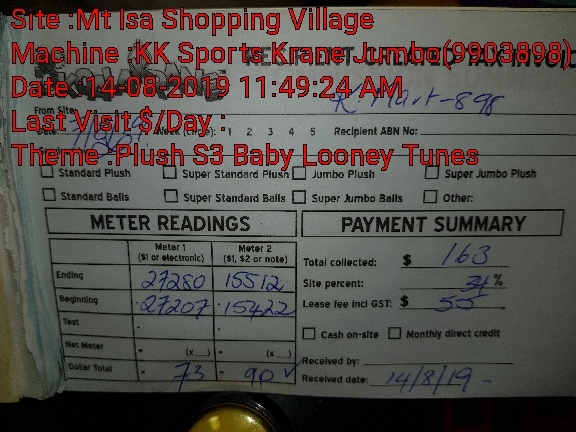 Site :Mt Isa Shopping Village
Machine :KK Sports Krane Jumbo(9903898)
Date :14-08-2019 11:49:24 AM
From Site: K. Mart-898
Last Visit $/Day :
1 2 3 4 5 Recipient ABN No:
Theme :Plush S3 Baby Looney Tunes
Standard Plush Super Standard Plush Jumbo Plush Super Jumbo Plush
Standard Balls Super Standard Balls Super Jumbo Balls Other:
METER READINGS PAYMENT SUMMARY
Meter 1 ($1 or electronic) Meter 2 ($1, $2 or note)
Total collected: $ 163
Ending 27280 15512
Site percent: 34%
Beginning 27207 15422
Lease fee incl GST: $ 55
Test - -
Cash on-site Monthly direct credit
Net Meter - (x__) - (x__)
Received by:
Dollar Total - 73 - 90
Received date: 14/8/19 -